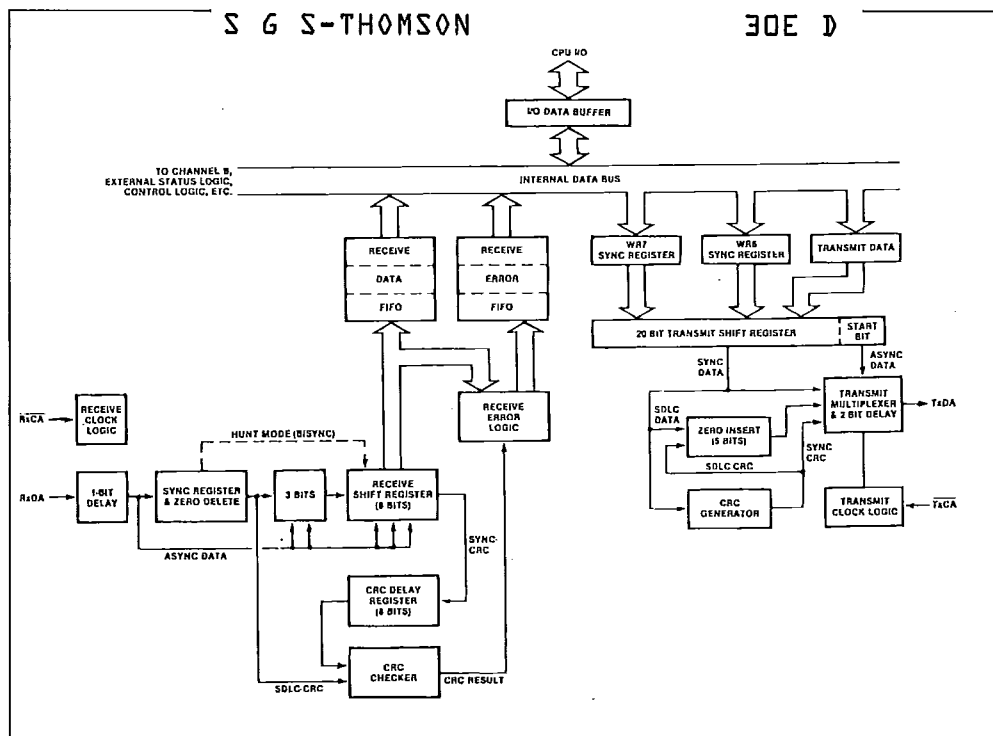 S G S-THOMSON 30E D
CPU I/O
I/O DATA BUFFER
TO CHANNEL B,
EXTERNAL STATUS LOGIC,
CONTROL LOGIC, ETC.
INTERNAL DATA BUS
RECEIVE
DATA
FIFO
RECEIVE
ERROR
FIFO
WR7
SYNC REGISTER
WR6
SYNC REGISTER
TRANSMIT DATA
20 BIT TRANSMIT SHIFT REGISTER
START
BIT
SYNC
DATA
ASYNC
DATA
RxCA
RECEIVE
CLOCK
LOGIC
RECEIVE
ERROR
LOGIC
SDLC
DATA
ZERO INSERT
(5 BITS)
TRANSMIT
MULTIPLEXER
& 2 BIT DELAY
TxDA
HUNT MODE (BISYNC)
SYNC
CRC
SDLC-CRC
RxDA
1-BIT
DELAY
SYNC REGISTER
& ZERO DELETE
3 BITS
RECEIVE
SHIFT REGISTER
(8 BITS)
CRC
GENERATOR
TRANSMIT
CLOCK LOGIC
TxCA
ASYNC DATA
SYNC-
CRC
CRC DELAY
REGISTER
(8 BITS)
CRC
CHECKER
SDLC-CRC
CRC RESULT